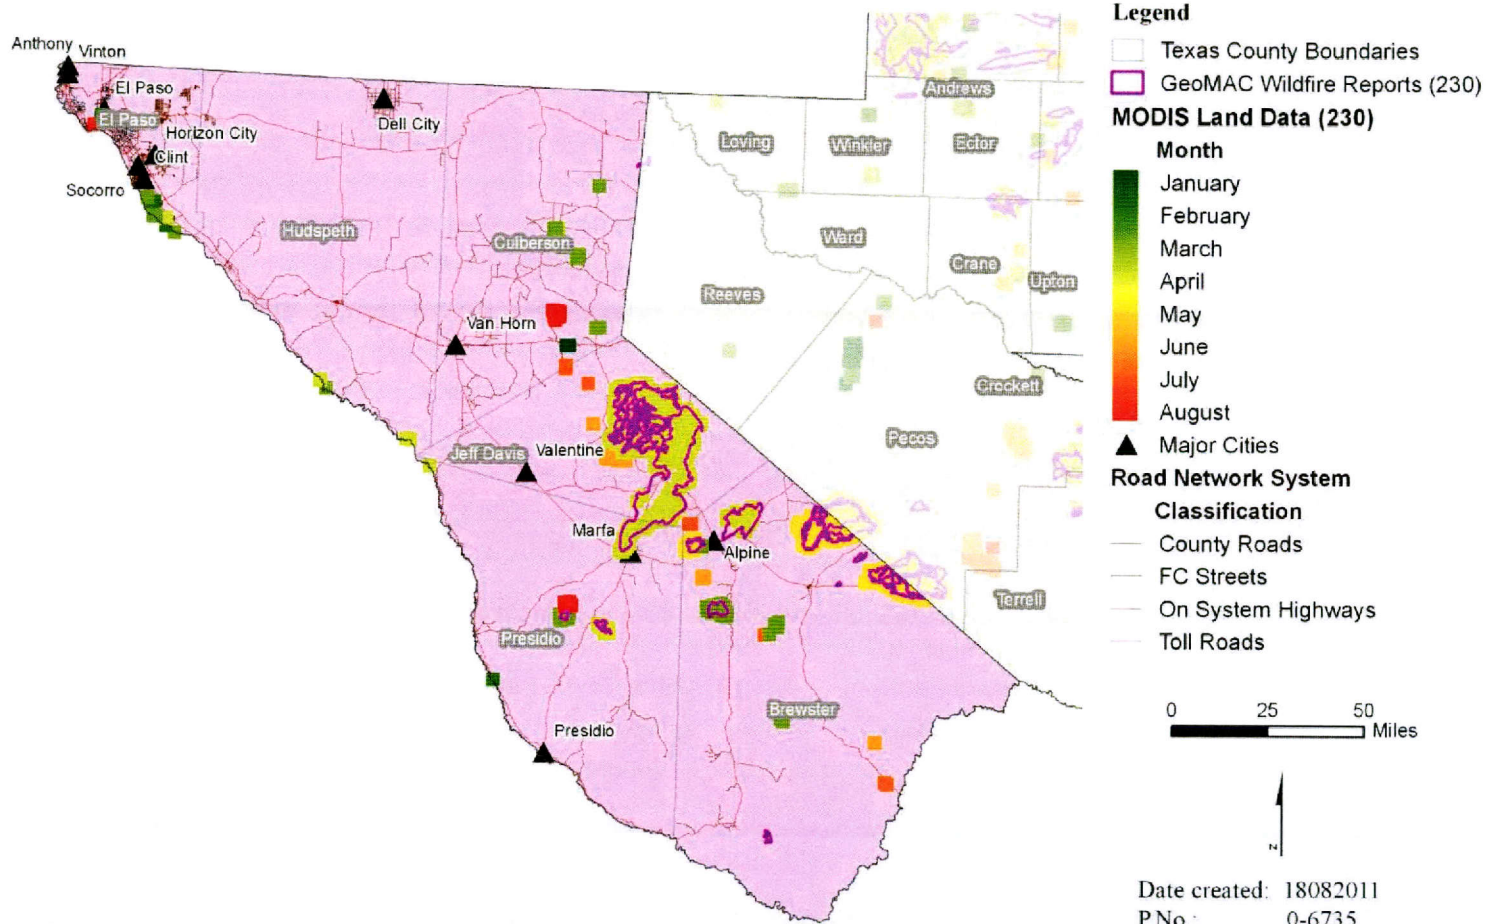 Anthony
Vinton
El Paso
El Paso
Horizon City
Clint
Socorro
Dell City
Hudspeth
Culberson
Van Horn
Jeff Davis
Valentine
Marfa
Alpine
Presidio
Presidio
Brewster
Andrews
Loving
Winkler
Ector
Ward
Crane
Upton
Reeves
Crockett
Pecos
Terrell
Legend
Texas County Boundaries
GeoMAC Wildfire Reports (230)
MODIS Land Data (230)
Month
January
February
March
April
May
June
July
August
Major Cities
Road Network System
Classification
County Roads
FC Streets
On System Highways
Toll Roads
0 25 50
Miles
N
Date created: 18082011
P.No.: 0-6735